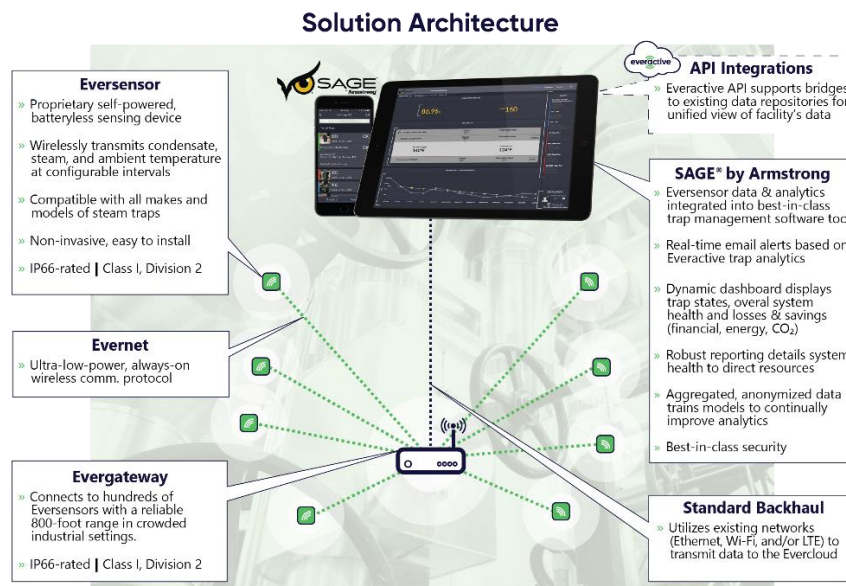 Solution Architecture
Eversensor
» Proprietary self-powered,
batteryless sensing device
» Wirelessly transmits condensate,
steam, and ambient temperature
at configurable intervals
» Compatible with all makes and
models of steam traps
» Non-invasive, easy to install
» IP66-rated | Class I, Division 2
Evernet
» Ultra-low-power, always-on
wireless comm. protocol
Evergateway
» Connects to hundreds of
Eversensors with a reliable
800-foot range in crowded
industrial settings.
» IP66-rated | Class I, Division 2
SAGE®
by Armstrong
86.96%
160
everactive
API Integrations
» Everactive API supports bridges
to existing data repositories for
unified view of facility's data
SAGE® by Armstrong
» Eversensor data & analytics
integrated into best-in-class
trap management software too
» Real-time email alerts based on
Everactive trap analytics
» Dynamic dashboard displays
trap states, overal system
health and losses & savings
(financial, energy, CO₂)
» Robust reporting details system
health to direct resources
» Aggregated, anonymized data
trains models to continually
improve analytics
» Best-in-class security
Standard Backhaul
» Utilizes existing networks
(Ethernet, Wi-Fi, and/or LTE) to
transmit data to the Evercloud